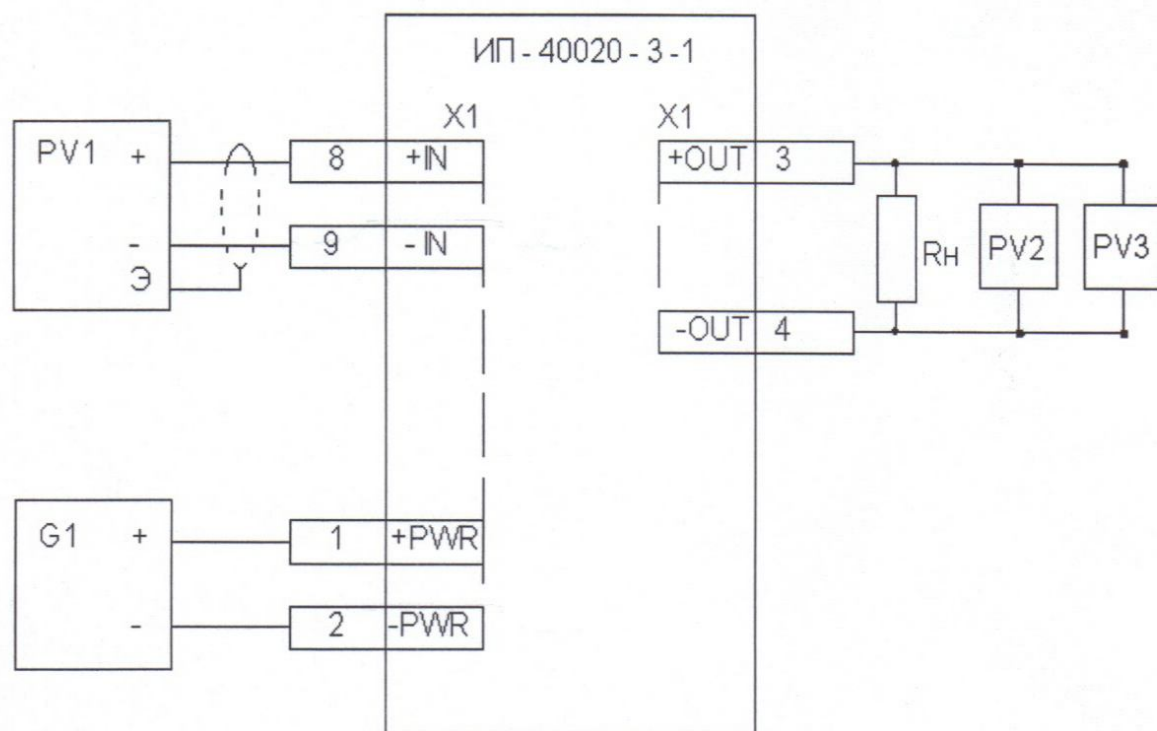 ИП - 40020 - 3 - 1
X1
X1
PV1
+
8
+IN
+OUT
3
-
9
- IN
Э
Rн
PV2
PV3
-OUT
4
G1
+
1
+PWR
-
2
-PWR